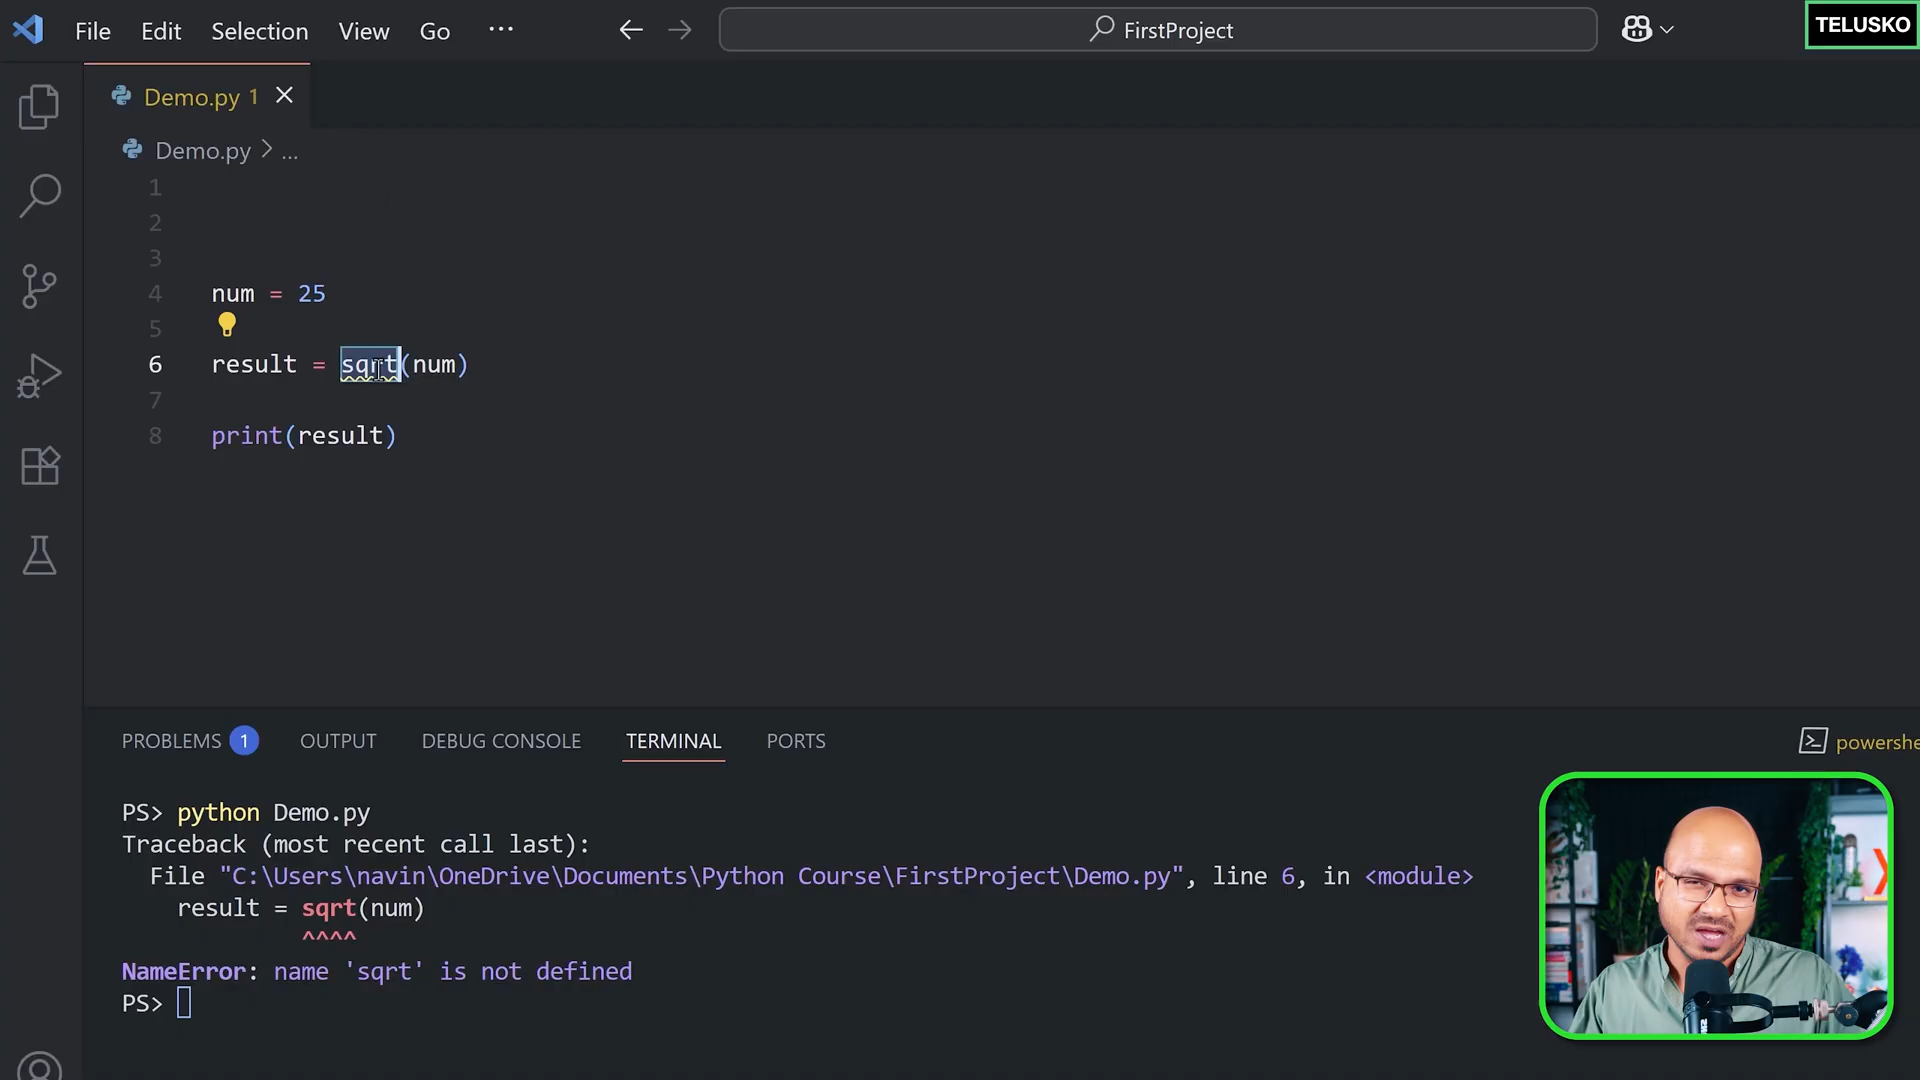 File Edit Selection View Go ...
FirstProject
TELUSKO
Demo.py 1
Demo.py > ...
1
2
3
4 num = 25
5
6 result = sqrt(num)
7
8 print(result)
PROBLEMS 1 OUTPUT DEBUG CONSOLE TERMINAL PORTS
powershe
PS> python Demo.py
Traceback (most recent call last):
File "C:\Users\navin\OneDrive\Documents\Python Course\FirstProject\Demo.py", line 6, in <module>
result = sqrt(num)
^^^^
NameError: name 'sqrt' is not defined
PS>